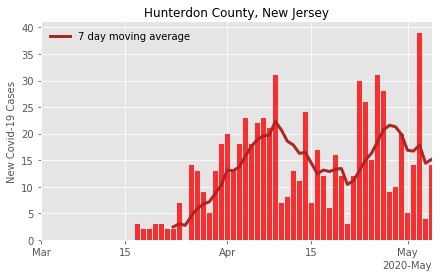 Hunterdon County, New Jersey
7 day moving average
New Covid-19 Cases
40
35
30
25
20
15
10
5
0
Mar 15 Apr 15 May
2020-May